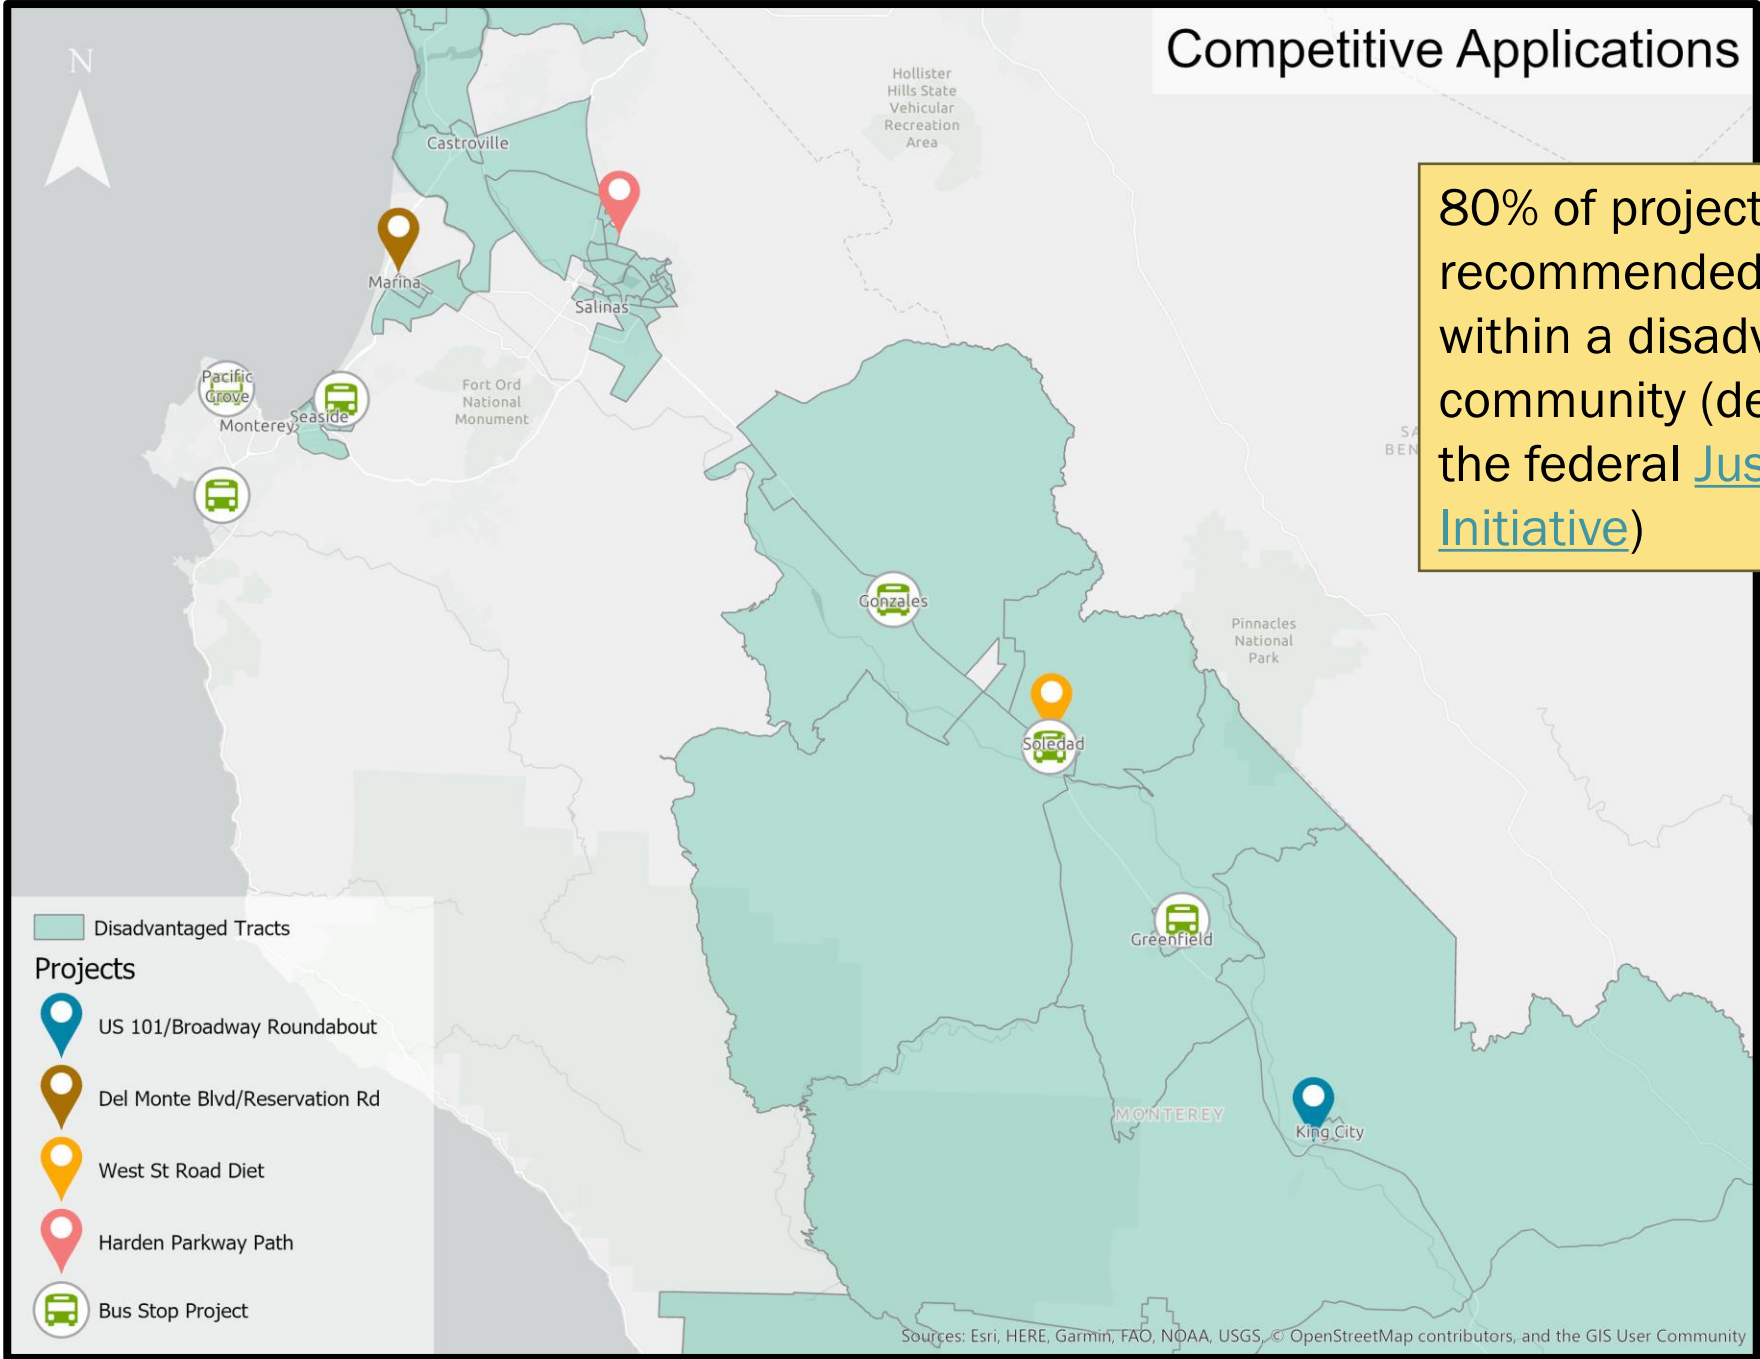 Competitive Applications
N
Hollister
Hills State
Vehicular
Recreation
Area
Castroville
80% of project
recommended
within a disadv
community (de
the federal Jus
Initiative)
Marina
Salinas
Pacific
Grove
Fort Ord
National
Monument
Seaside
Monterey
SA
BEN
Gonzales
Pinnacles
National
Park
Soledad
Greenfield
MONTEREY
King City
Disadvantaged Tracts
Projects
US 101/Broadway Roundabout
Del Monte Blvd/Reservation Rd
West St Road Diet
Harden Parkway Path
Bus Stop Project
Sources: Esri, HERE, Garmin, FAO, NOAA, USGS, © OpenStreetMap contributors, and the GIS User Community